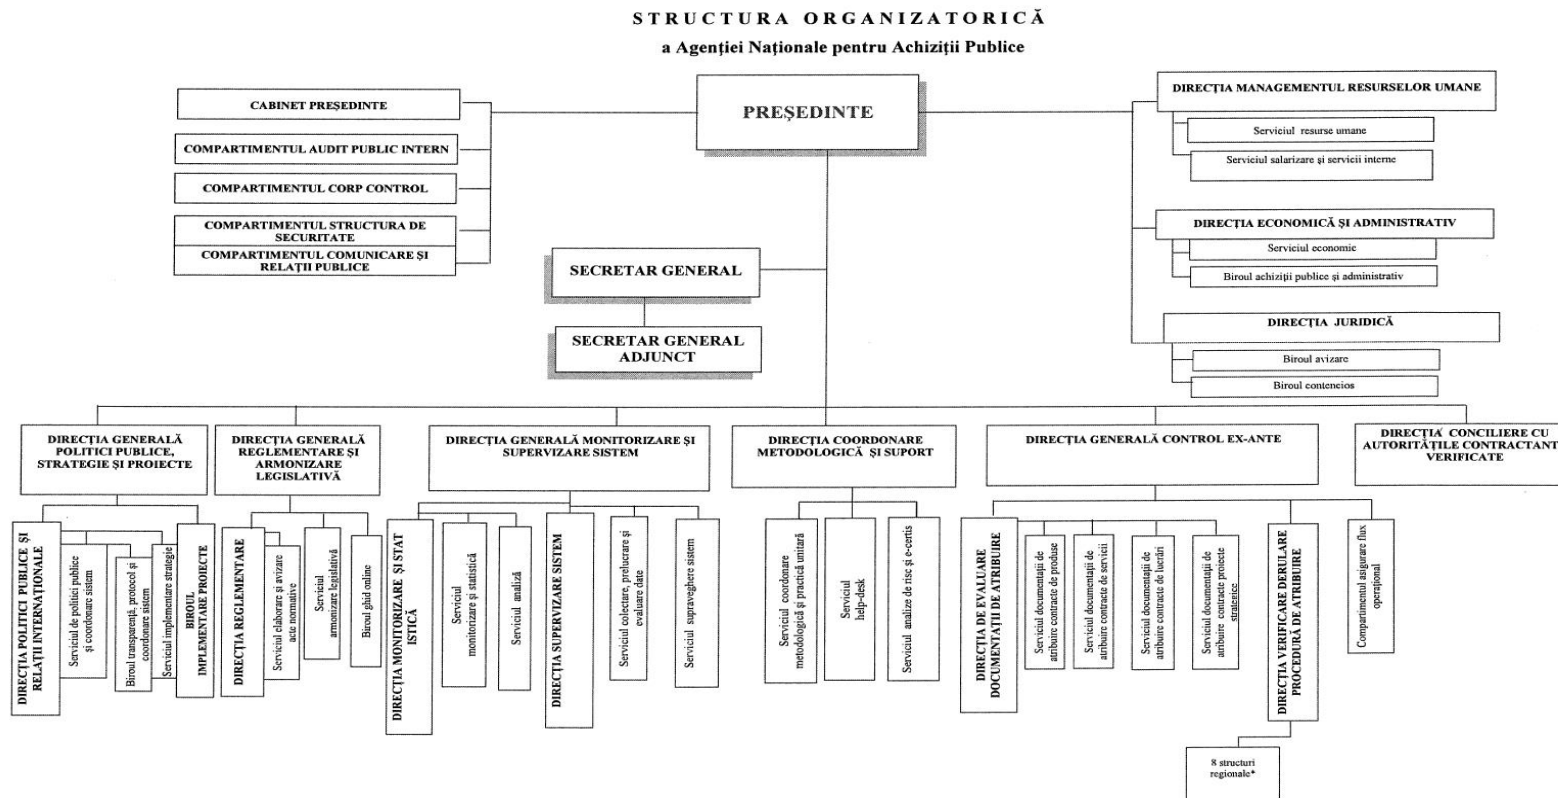 STRUCTURA ORGANIZATORICĂ
a Agenției Naționale pentru Achiziții Publice
PREȘEDINTE
CABINET PREȘEDINTE
COMPARTIMENTUL AUDIT PUBLIC INTERN
COMPARTIMENTUL CORP CONTROL
COMPARTIMENTUL STRUCTURA DE
SECURITATE
COMPARTIMENTUL COMUNICARE ȘI
RELAȚII PUBLICE
SECRETAR GENERAL
SECRETAR GENERAL
ADJUNCT
DIRECȚIA MANAGEMENTUL RESURSELOR UMANE
Serviciul resurse umane
Serviciul salarizare și servicii interne
DIRECȚIA ECONOMICĂ ȘI ADMINISTRATIV
Serviciul economie
Biroul achiziții publice și administrativ
DIRECȚIA JURIDICĂ
Biroul avizare
Biroul contencios
DIRECȚIA GENERALĂ
POLITICI PUBLICE,
STRATEGIE ȘI PROIECTE
DIRECȚIA POLITICI PUBLICE ȘI
RELAȚII INTERNAȚIONALE
Serviciul de politici publice
și coordonare sistem
Biroul transparență, protocol și
coordonare sistem
Serviciul implementare strategie
BIROUL
IMPLEMENTARE PROIECTE
DIRECȚIA GENERALĂ
REGLEMENTARE ȘI
ARMONIZARE
LEGISLATIVĂ
DIRECȚIA REGLEMENTARE
Serviciul elaborare și avizare
acte normative
Serviciul
armonizare legislativă
Biroul ghid online
DIRECȚIA GENERALĂ MONITORIZARE ȘI
SUPERVIZARE SISTEM
DIRECȚIA MONITORIZARE ȘI STAT
ISTICĂ
Serviciul
monitorizare și statistică
Serviciul analiză
DIRECȚIA SUPERVIZARE SISTEM
Serviciul colectare, prelucrare și
evaluare date
Serviciul supraveghere sistem
DIRECȚIA COORDONARE
METODOLOGICĂ ȘI SUPORT
Serviciul coordonare
metodologică și practică unitară
Serviciul
help-desk
Serviciul analize de risc și e-certis
DIRECȚIA GENERALĂ CONTROL EX-ANTE
DIRECȚIA DE EVALUARE
DOCUMENTAȚII DE ATRIBUIRE
Serviciul documentații de
atribuire contracte de produse
Serviciul documentații de
atribuire contracte de servicii
Serviciul documentații de
atribuire contracte de lucrări
Serviciul documentații de
atribuire contracte proiecte
strategice
DIRECȚIA VERIFICARE DERULARE
PROCEDURĂ DE ATRIBUIRE
8 structuri
regionale*
Compartimentul asigurare flux
operațional
DIRECȚIA CONCILIERE CU
AUTORITĂȚILE CONTRACTANT
VERIFICATE